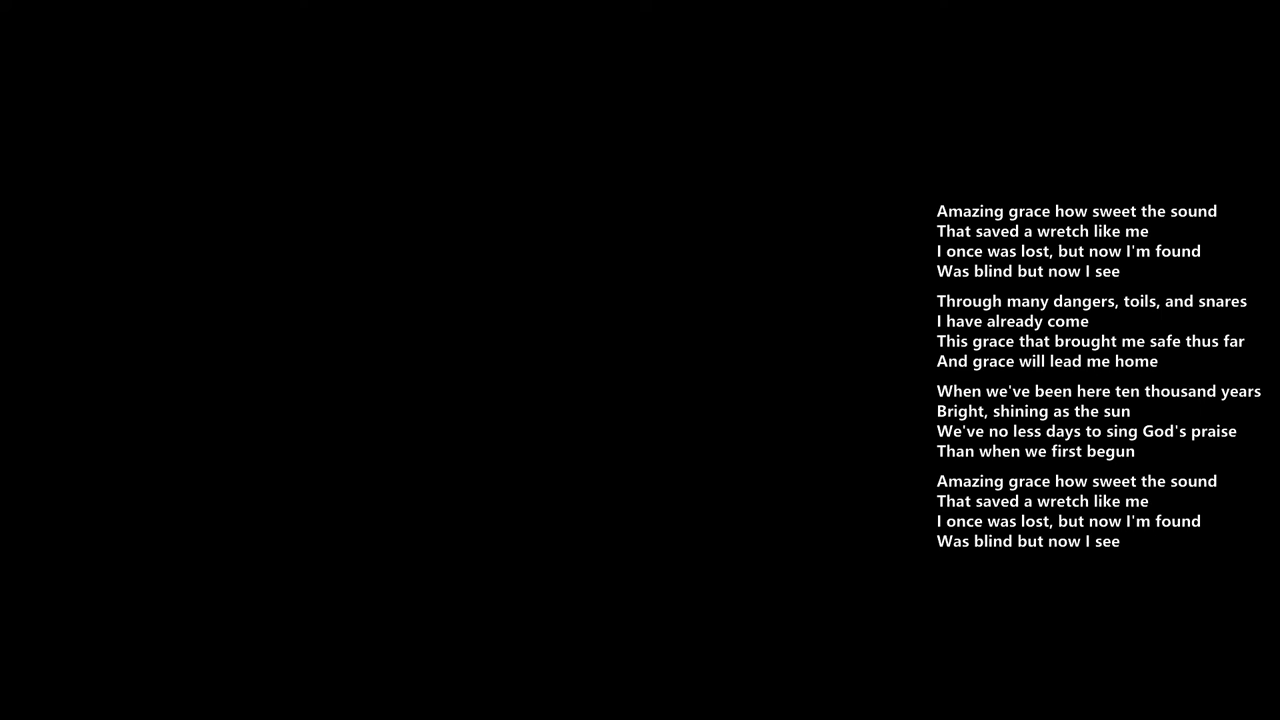 Amazing grace how sweet the sound
That saved a wretch like me
I once was lost, but now I'm found
Was blind but now I see
Through many dangers, toils, and snares
I have already come
This grace that brought me safe thus far
And grace will lead me home
When we've been here ten thousand years
Bright, shining as the sun
We've no less days to sing God's praise
Than when we first begun
Amazing grace how sweet the sound
That saved a wretch like me
I once was lost, but now I'm found
Was blind but now I see